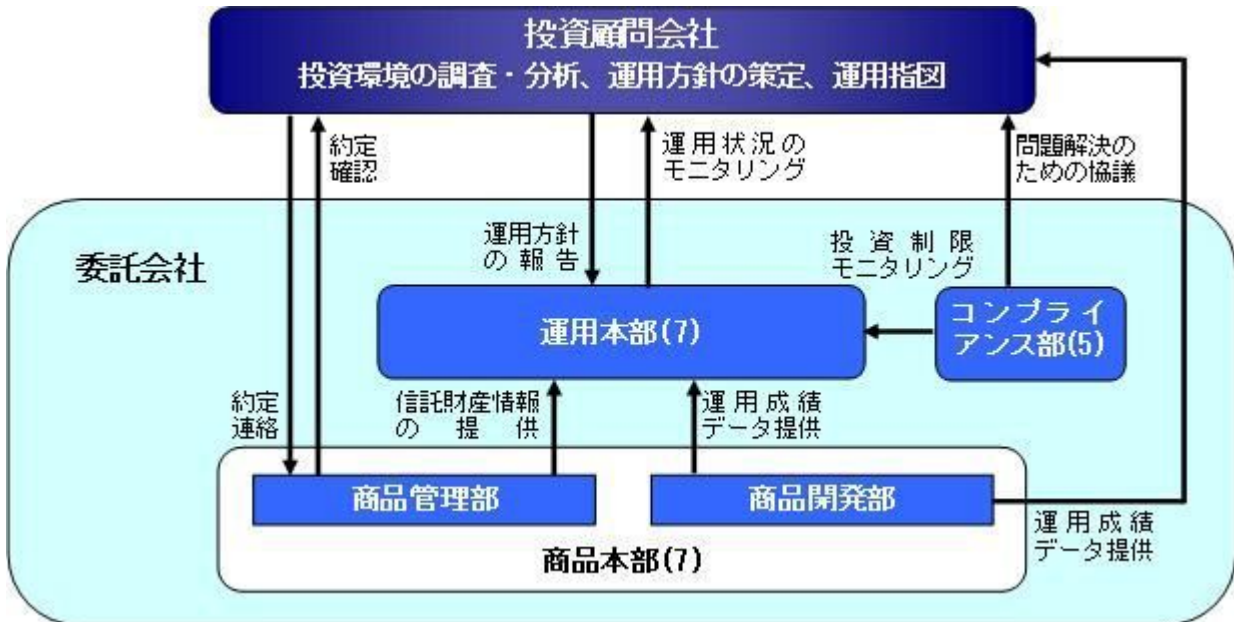 投資顧問会社
投資環境の調査・分析、運用方針の策定、運用指図
約定
確認
運用状況の
モニタリング
問題解決の
ための協議
委託会社
運用方針
の報告
投資制限
モニタリング
運用本部(7)
コンプライ
アンス部(5)
約定
連絡
信託財産情報
の提供
運用成績
データ提供
商品管理部
商品開発部
運用成績
データ提供
商品本部(7)